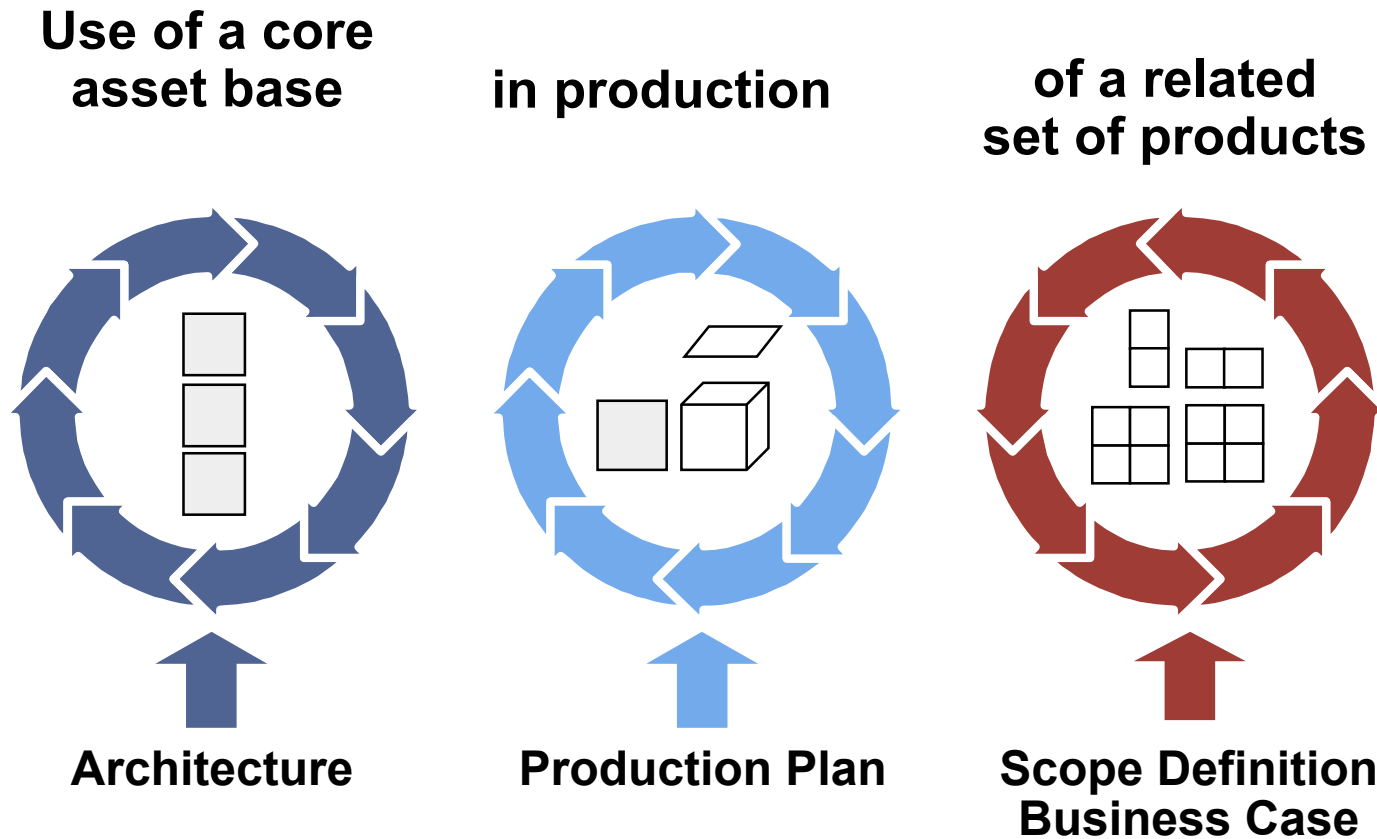 Use of a core
asset base
in production
of a related
set of products
Architecture
Production Plan
Scope Definition
Business Case